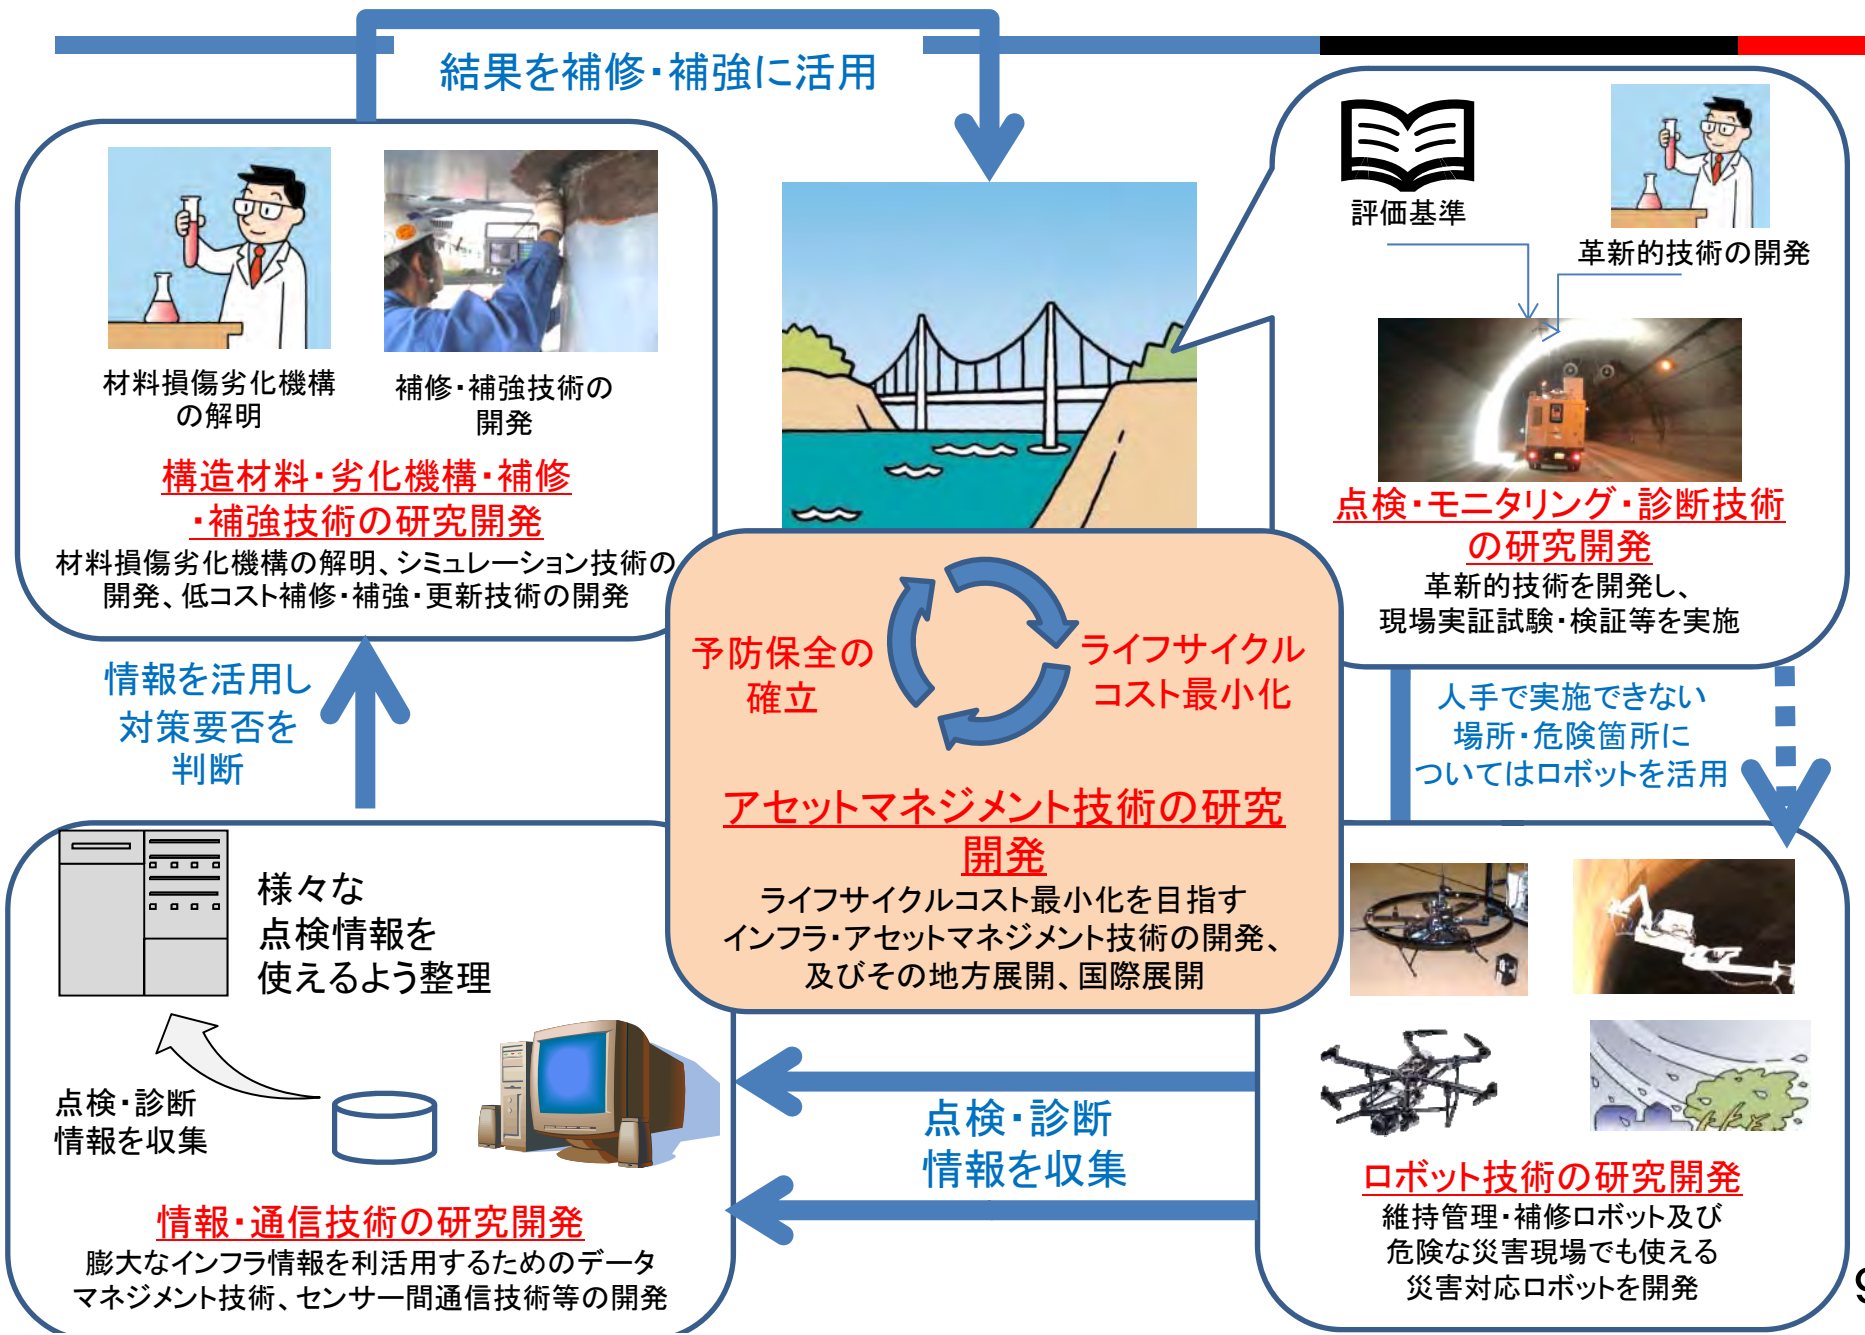 結果を補修・補強に活用
材料損傷劣化機構
の解明
補修・補強技術の
開発
構造材料・劣化機構・補修
・補強技術の研究開発
材料損傷劣化機構の解明、シミュレーション技術の
開発、低コスト補修・補強・更新技術の開発
評価基準
革新的技術の開発
点検・モニタリング・診断技術
の研究開発
革新的技術を開発し、
現場実証試験・検証等を実施
情報を活用し
対策要否を
判断
予防保全の
確立
ライフサイクル
コスト最小化
アセットマネジメント技術の研究
開発
ライフサイクルコスト最小化を目指す
インフラ・アセットマネジメント技術の開発、
及びその地方展開、国際展開
人手で実施できない
場所・危険箇所に
ついてはロボットを活用
様々な
点検情報を
使えるよう整理
点検・診断
情報を収集
情報・通信技術の研究開発
膨大なインフラ情報を利活用するためのデータ
マネジメント技術、センサー間通信技術等の開発
点検・診断
情報を収集
ロボット技術の研究開発
維持管理・補修ロボット及び
危険な災害現場でも使える
災害対応ロボットを開発
9